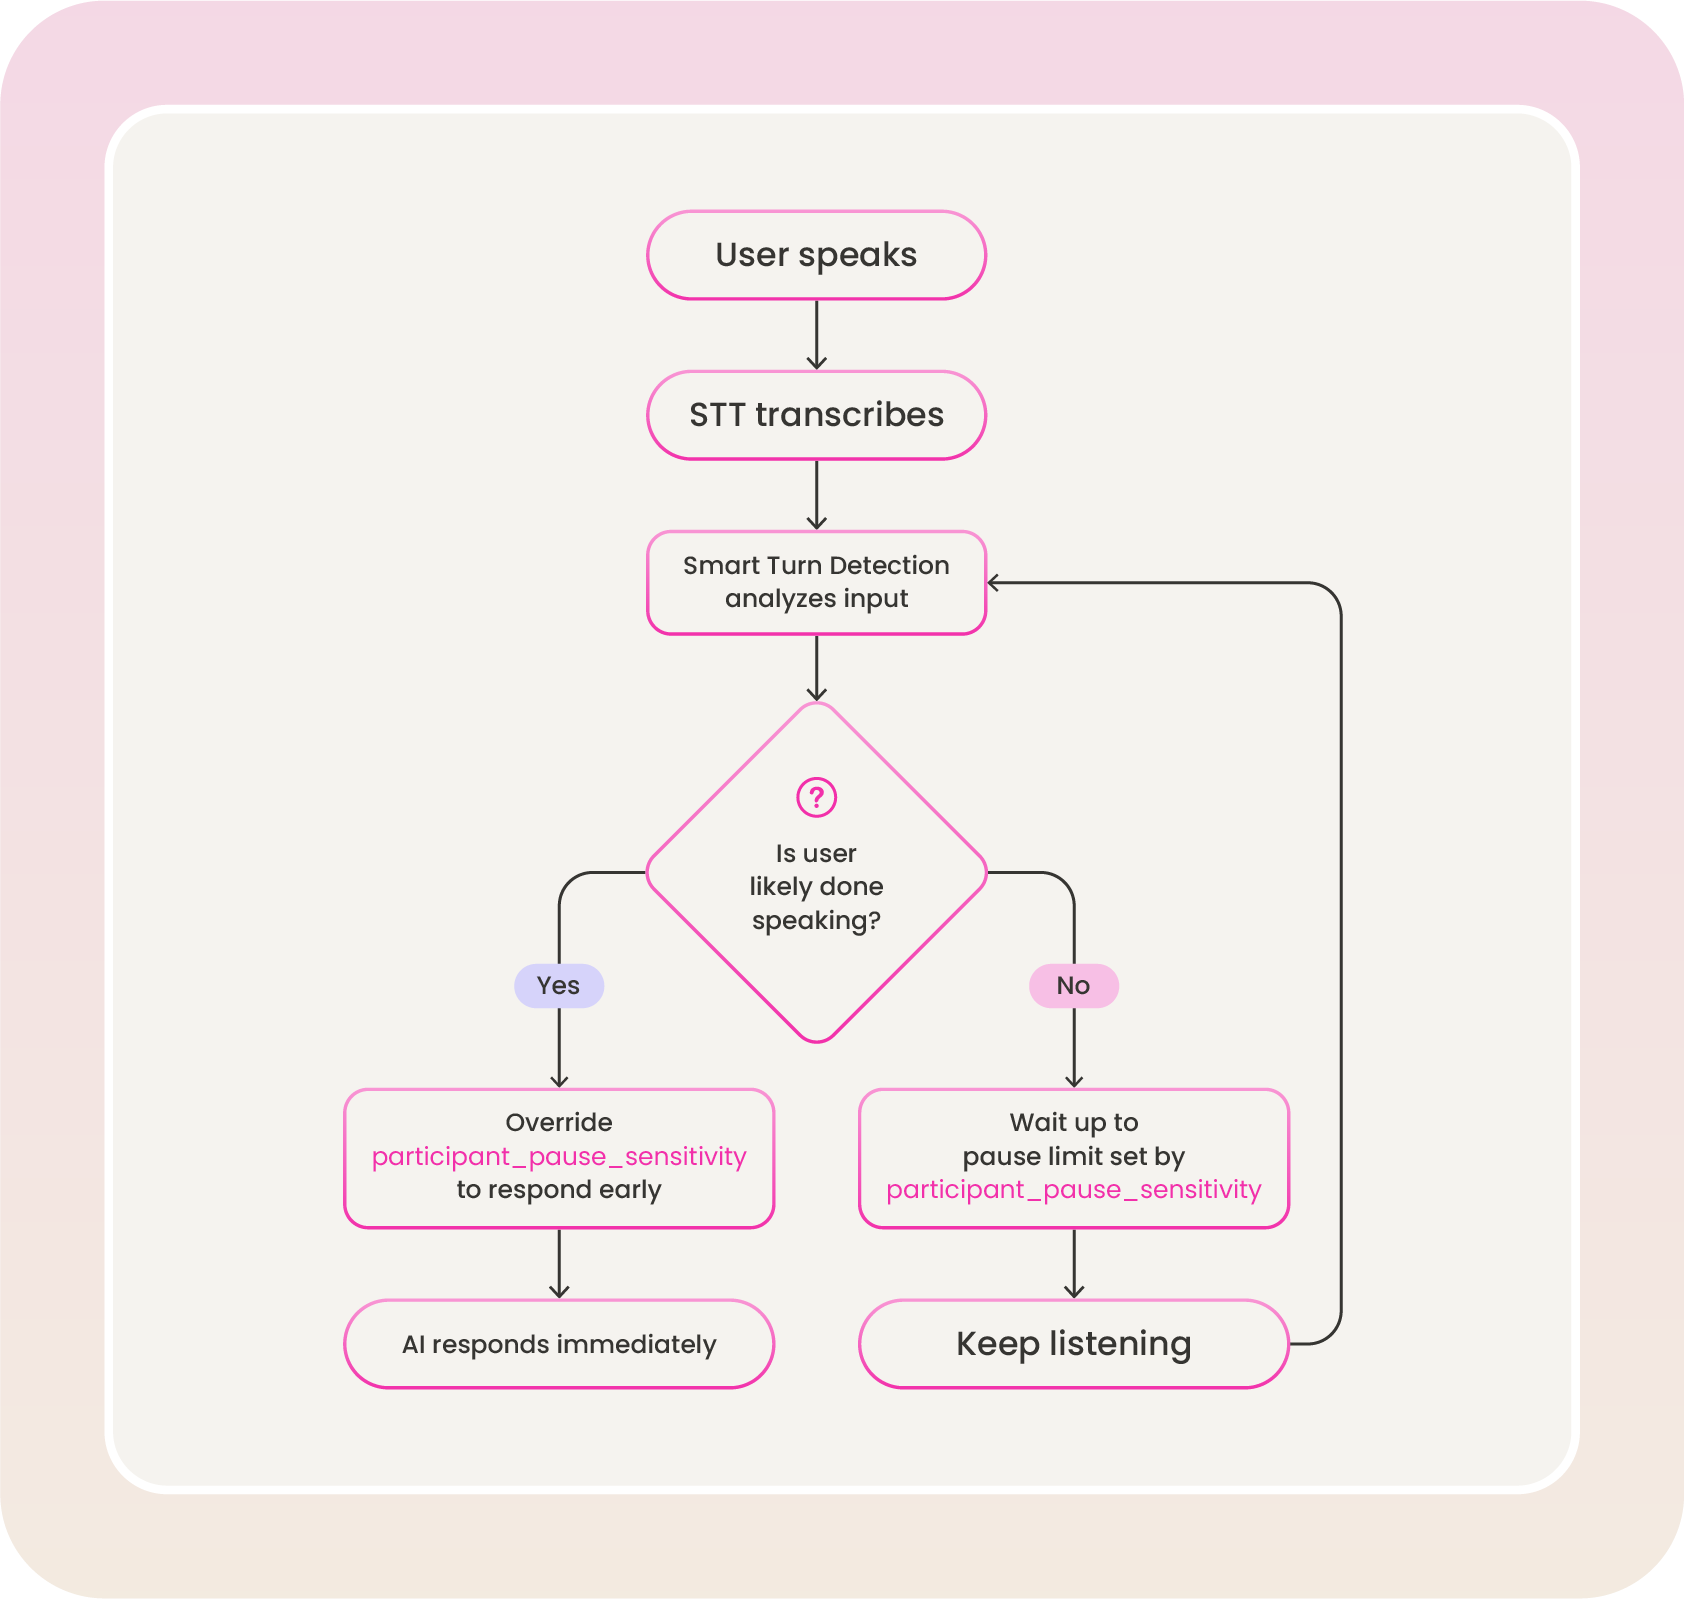 User speaks
STT transcribes
Smart Turn Detection
analyzes input
?
Is user
likely done
speaking?
Yes
No
Override
participant_pause_sensitivity
to respond early
Wait up to
pause limit set by
participant_pause_sensitivity
AI responds immediately
Keep listening